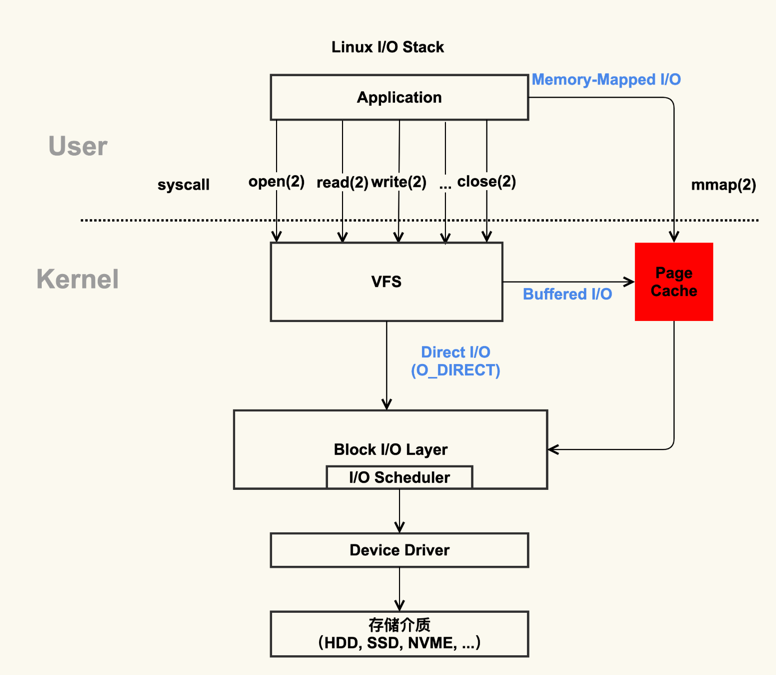 Linux I/O Stack
Memory-Mapped I/O
Application
User
syscall
open(2)
read(2)
write(2)
...
close(2)
mmap(2)
Kernel
VFS
Page
Cache
Buffered I/O
Direct I/O
(O_DIRECT)
Block I/O Layer
I/O Scheduler
Device Driver
存储介质
（HDD, SSD, NVME, ...）